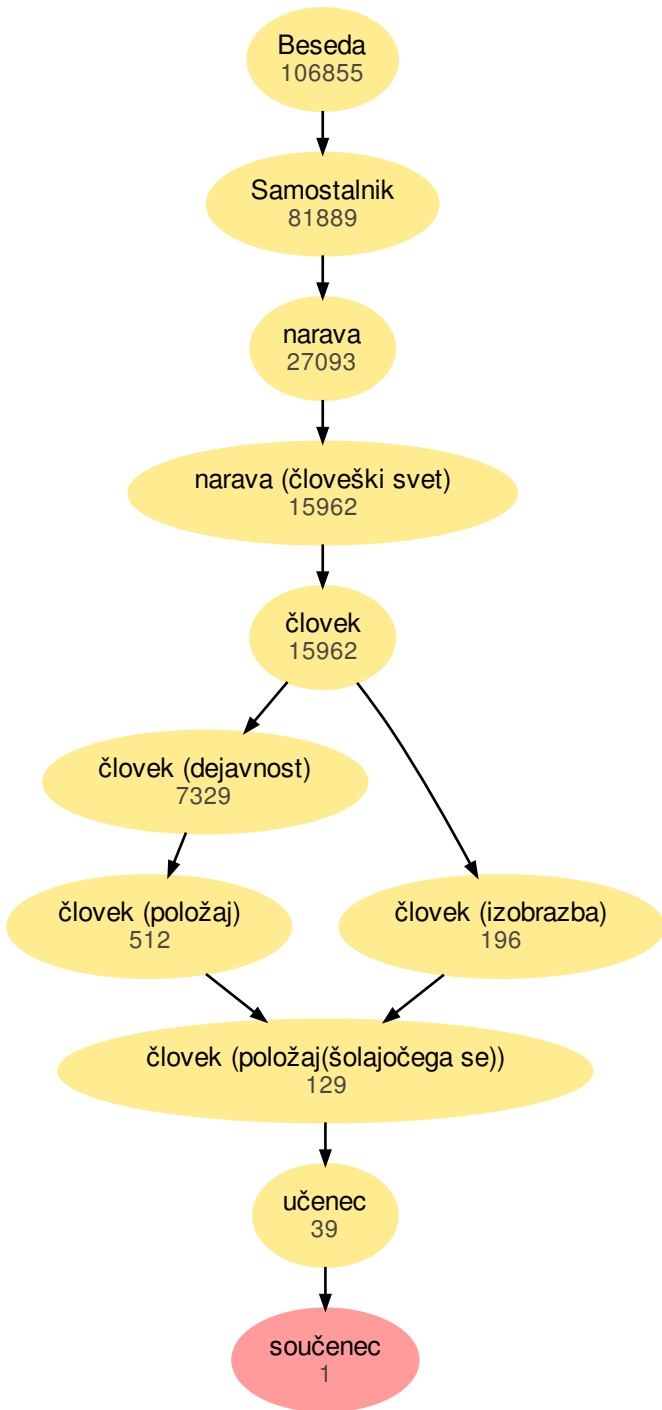 Beseda
106855
Samostalnik
81889
narava
27093
narava (človeški svet)
15962
človek
15962
človek (dejavnost)
7329
človek (položaj)
512
človek (izobrazba)
196
človek (položaj(šolajočega se))
129
učenec
39
součenec
1